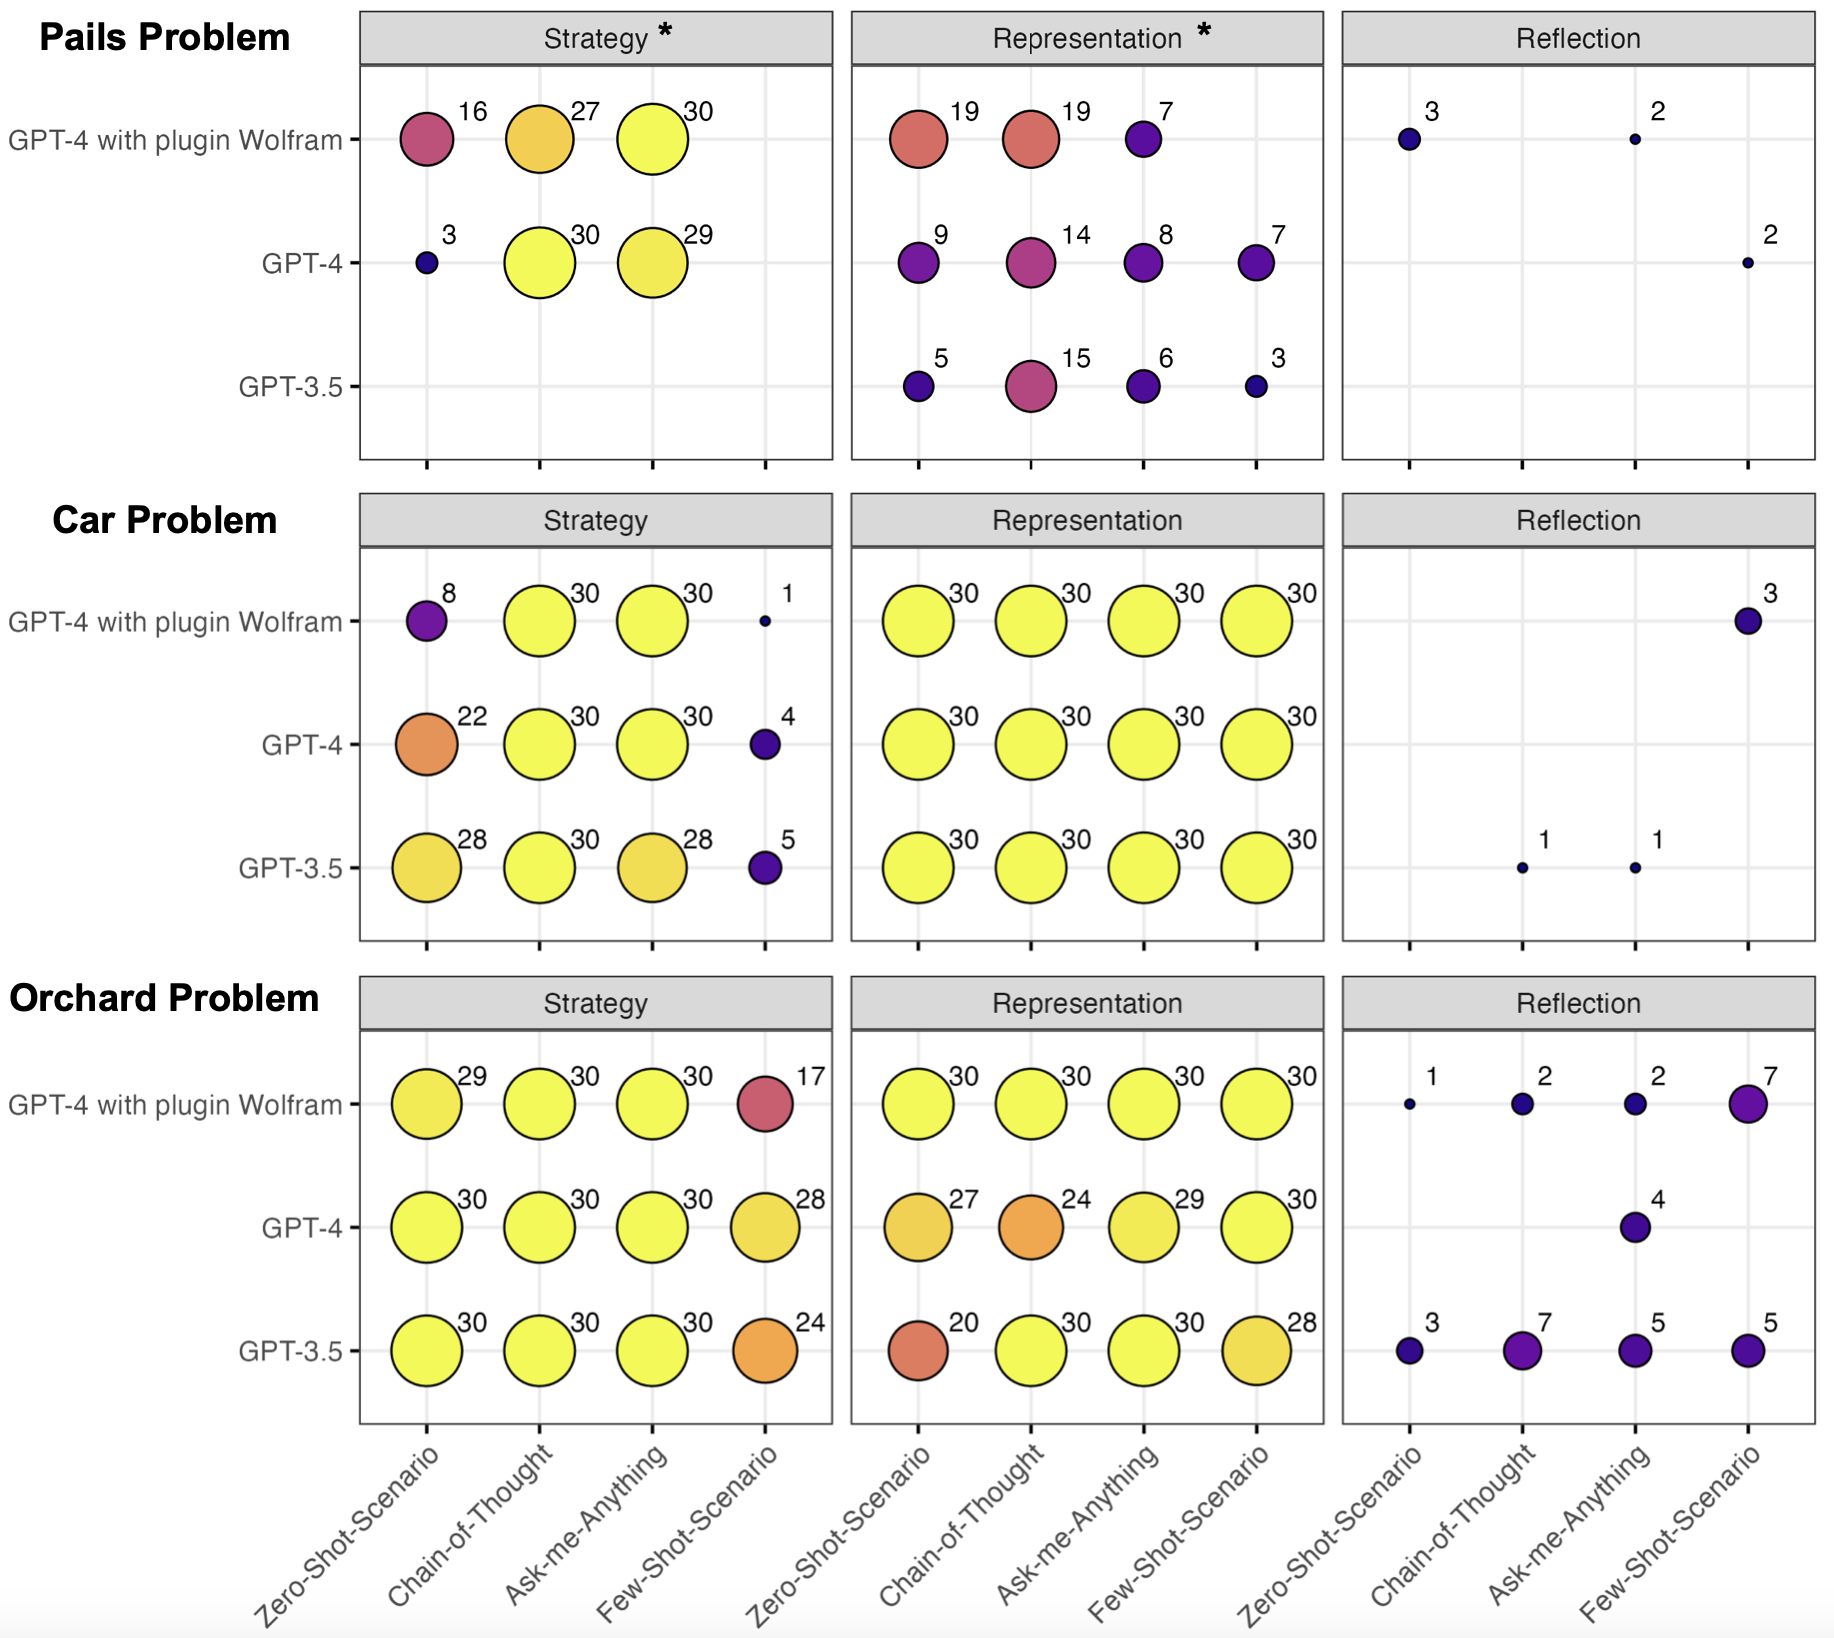 Pails Problem
Strategy *
Representation *
Reflection
GPT-4 with plugin Wolfram
16 27 30
19 19 7
3 2
GPT-4
3 30 29
9 14 8 7
2
GPT-3.5
5 15 6 3
Car Problem
Strategy
Representation
Reflection
GPT-4 with plugin Wolfram
8 30 30 1
30 30 30 30
3
GPT-4
22 30 30 4
30 30 30 30
GPT-3.5
28 30 28 5
30 30 30 30
1 1
Orchard Problem
Strategy
Representation
Reflection
GPT-4 with plugin Wolfram
29 30 30 17
30 30 30 30
1 2 2 7
GPT-4
30 30 30 28
27 24 29 30
4
GPT-3.5
30 30 30 24
20 30 30 28
3 7 5 5
Zero-Shot-Scenario
Chain-of-Thought
Ask-me-Anything
Few-Shot-Scenario
Zero-Shot-Scenario
Chain-of-Thought
Ask-me-Anything
Few-Shot-Scenario
Zero-Shot-Scenario
Chain-of-Thought
Ask-me-Anything
Few-Shot-Scenario